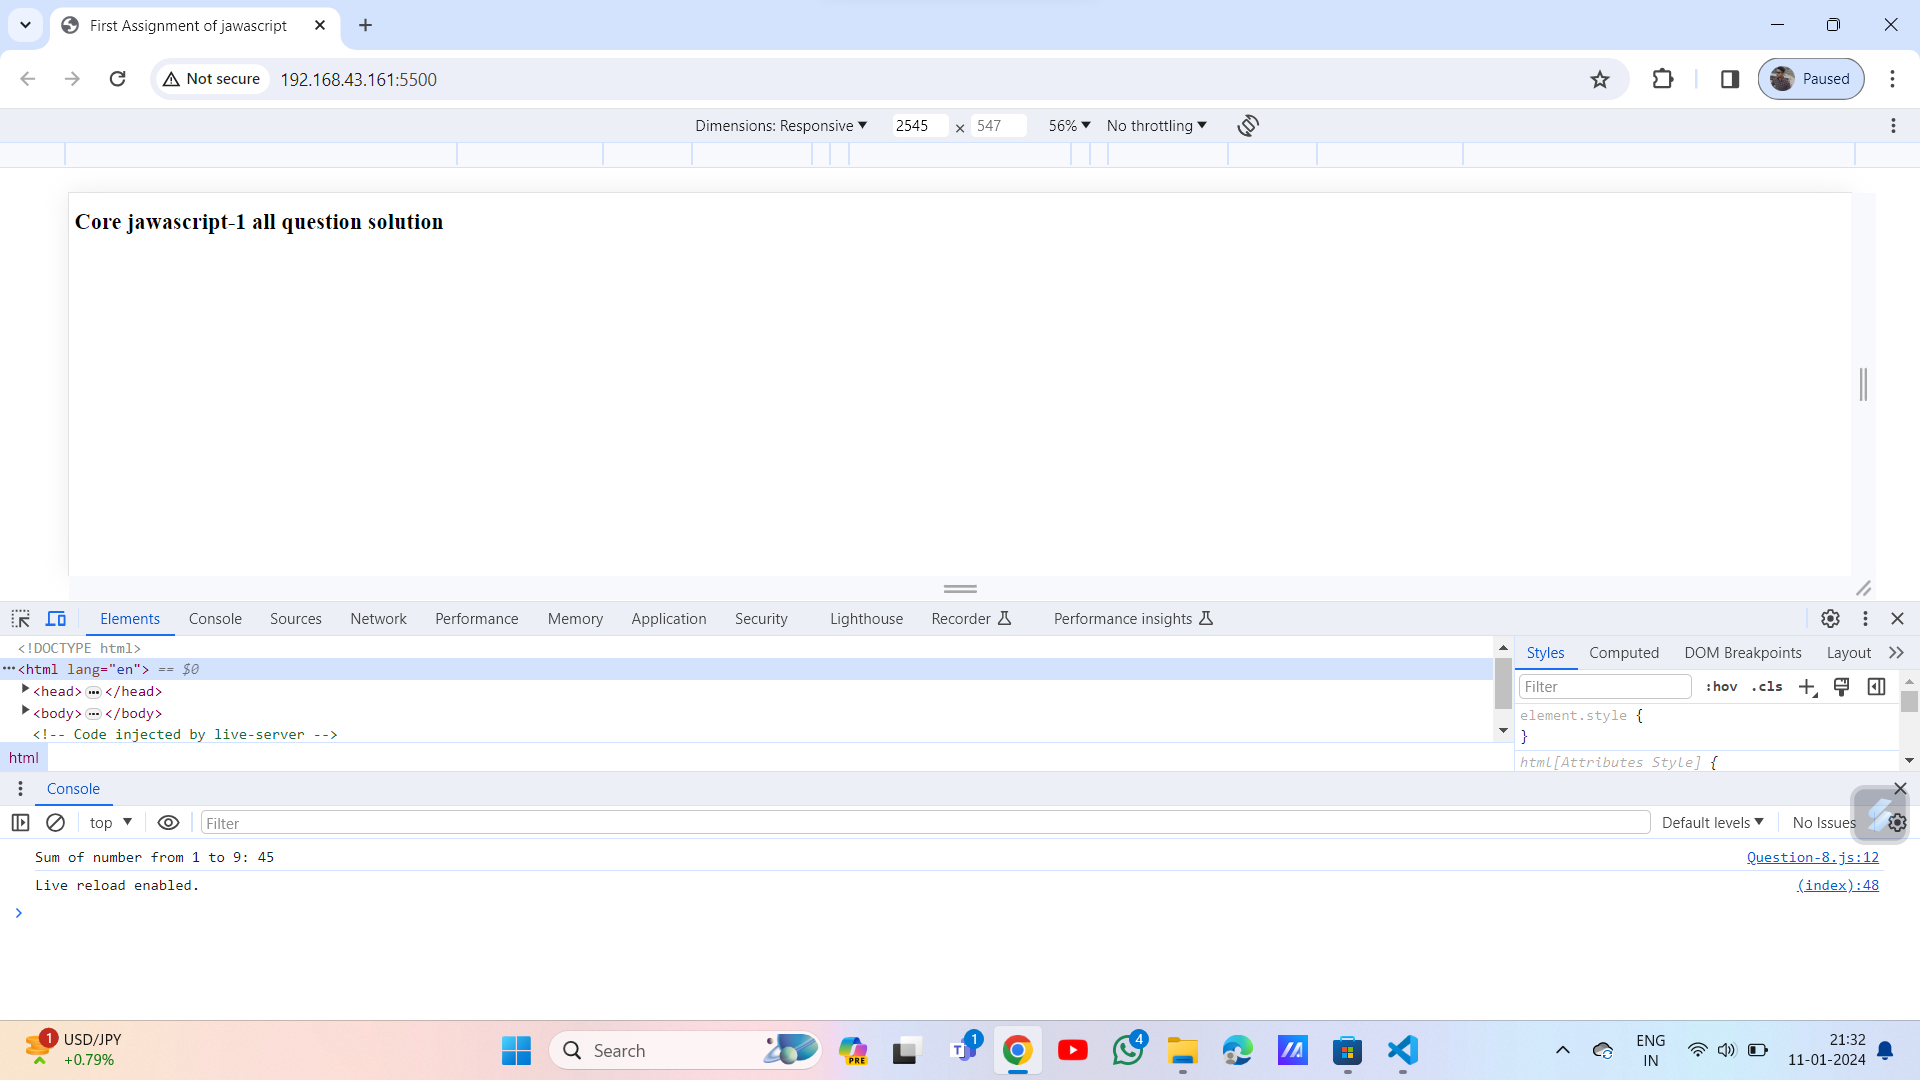 First Assignment of jawascript
Not secure
192.168.43.161:5500
Paused
Dimensions: Responsive
2545
×
547
56%
No throttling
Core jawascript-1 all question solution
Elements
Console
Sources
Network
Performance
Memory
Application
Security
Lighthouse
Recorder
Performance insights
<!DOCTYPE html>
<html lang="en"> == $0
<head> </head>
<body> </body>
<!-- Code injected by live-server -->
html
Styles
Computed
DOM Breakpoints
Layout
Filter
:hov
.cls
element.style {
}
html[Attributes Style] {
Console
top
Filter
Default levels
No Issues
Sum of number from 1 to 9: 45
Question-8.js:12
Live reload enabled.
(index):48
1
USD/JPY
+0.79%
Search
PRE
T
1
4
ENG
IN
21:32
11-01-2024